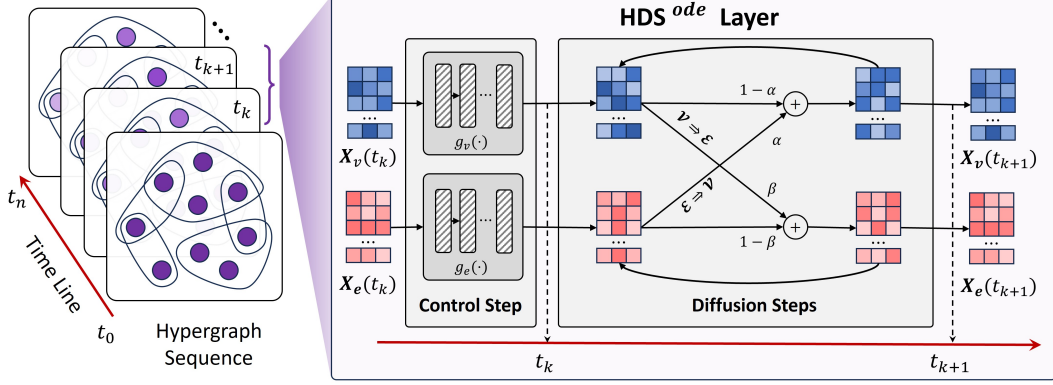 HDS ode Layer
t_{k+1}
t_k
t_n
Time Line
t_0
Hypergraph
Sequence
X_v(t_k)
X_e(t_k)
...
g_v(·)
...
g_e(·)
Control Step
...
...
1 − α
𝒱 ⇒ ℰ
α
ℰ ⇒ 𝒱
β
1 − β
+
+
Diffusion Steps
X_v(t_{k+1})
X_e(t_{k+1})
t_k
t_{k+1}